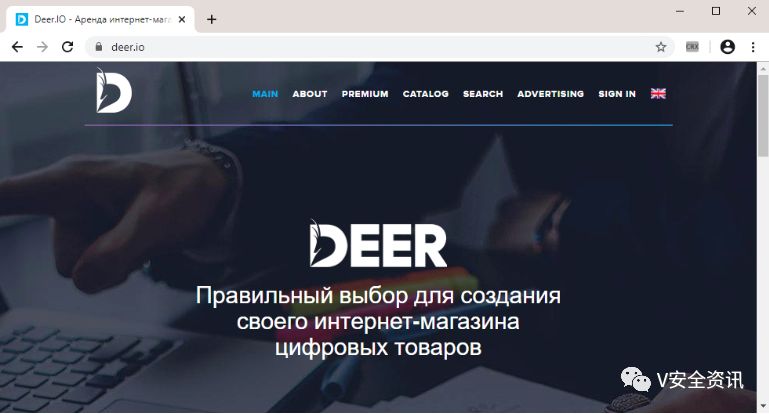 Deer.IO - Аренда интернет-мага
deer.io
CRX
D
MAIN ABOUT PREMIUM CATALOG SEARCH ADVERTISING SIGN IN
DEER
Правильный выбор для создания
своего интернет-магазина
цифровых товаров
V安全资讯